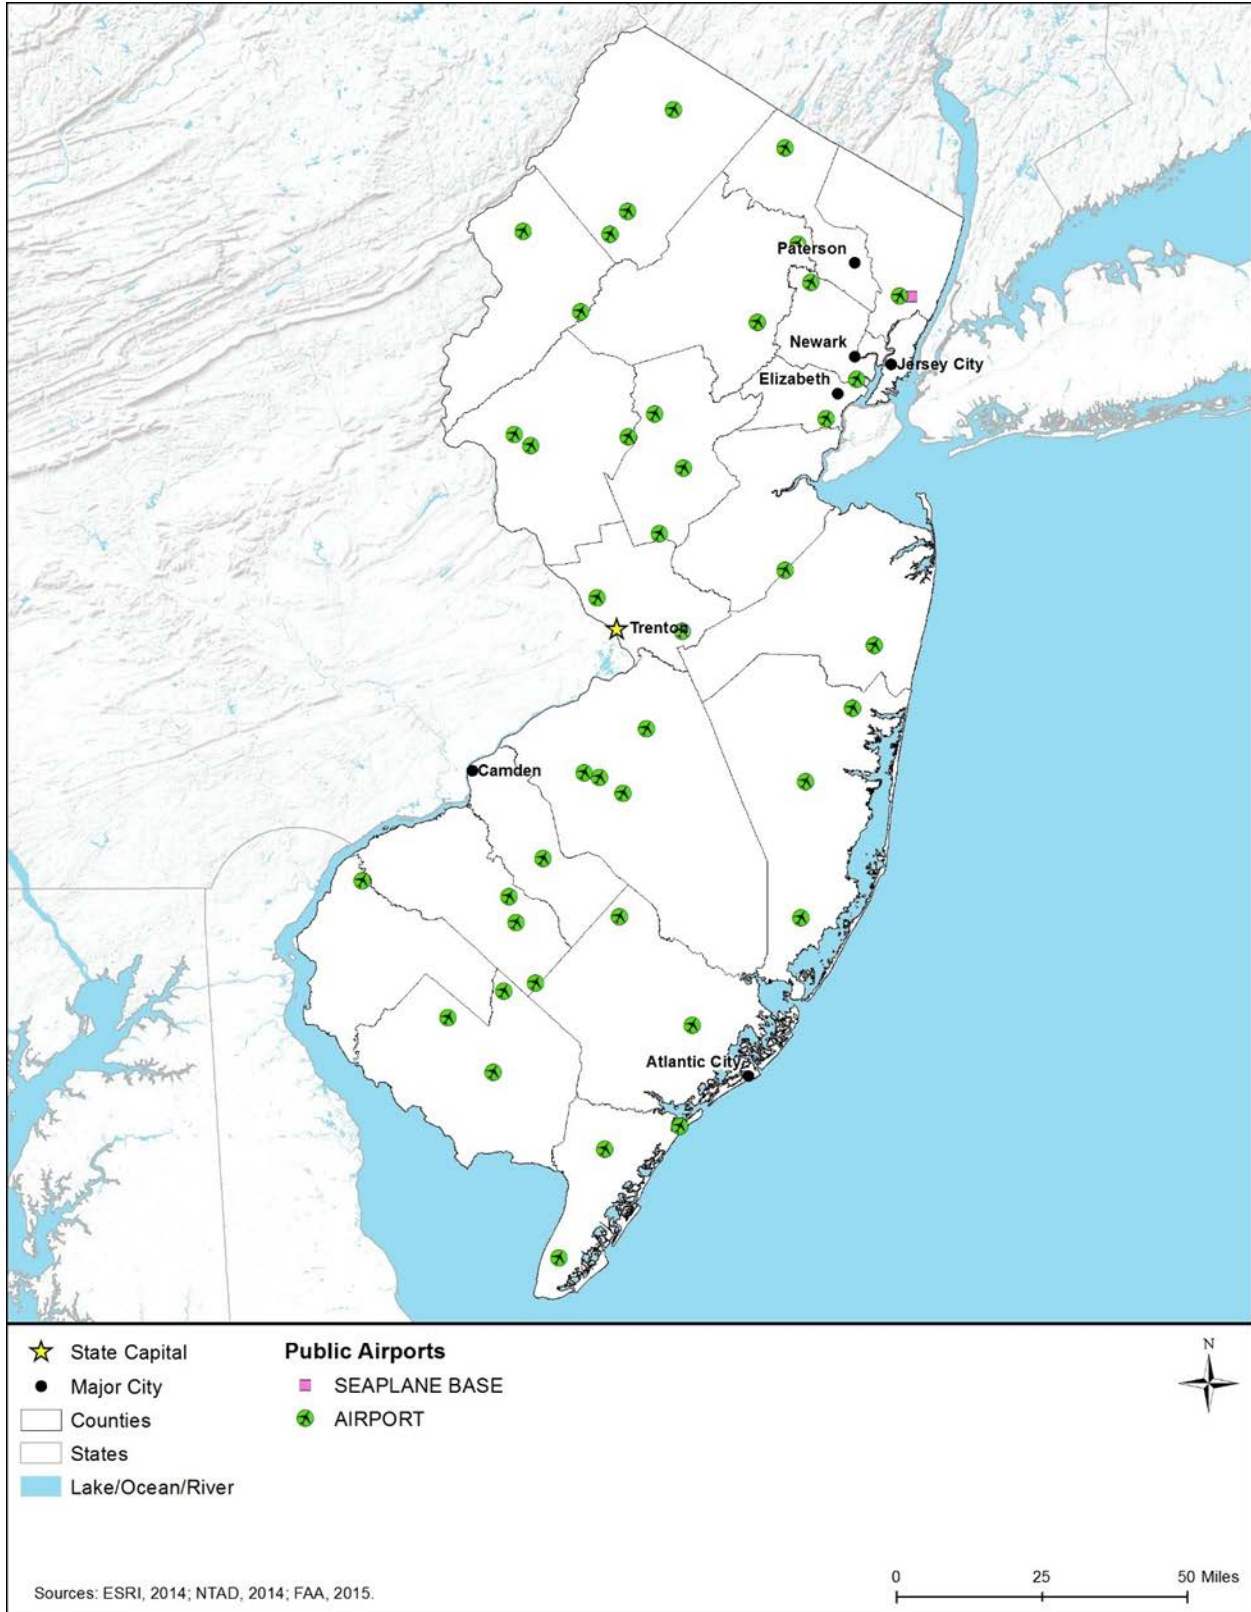 Paterson
Newark
Jersey City
Elizabeth
Trenton
Camden
Atlantic City
State Capital
Major City
Counties
States
Lake/Ocean/River
Public Airports
SEAPLANE BASE
AIRPORT
N
Sources: ESRI, 2014; NTAD, 2014; FAA, 2015.
0 25 50 Miles